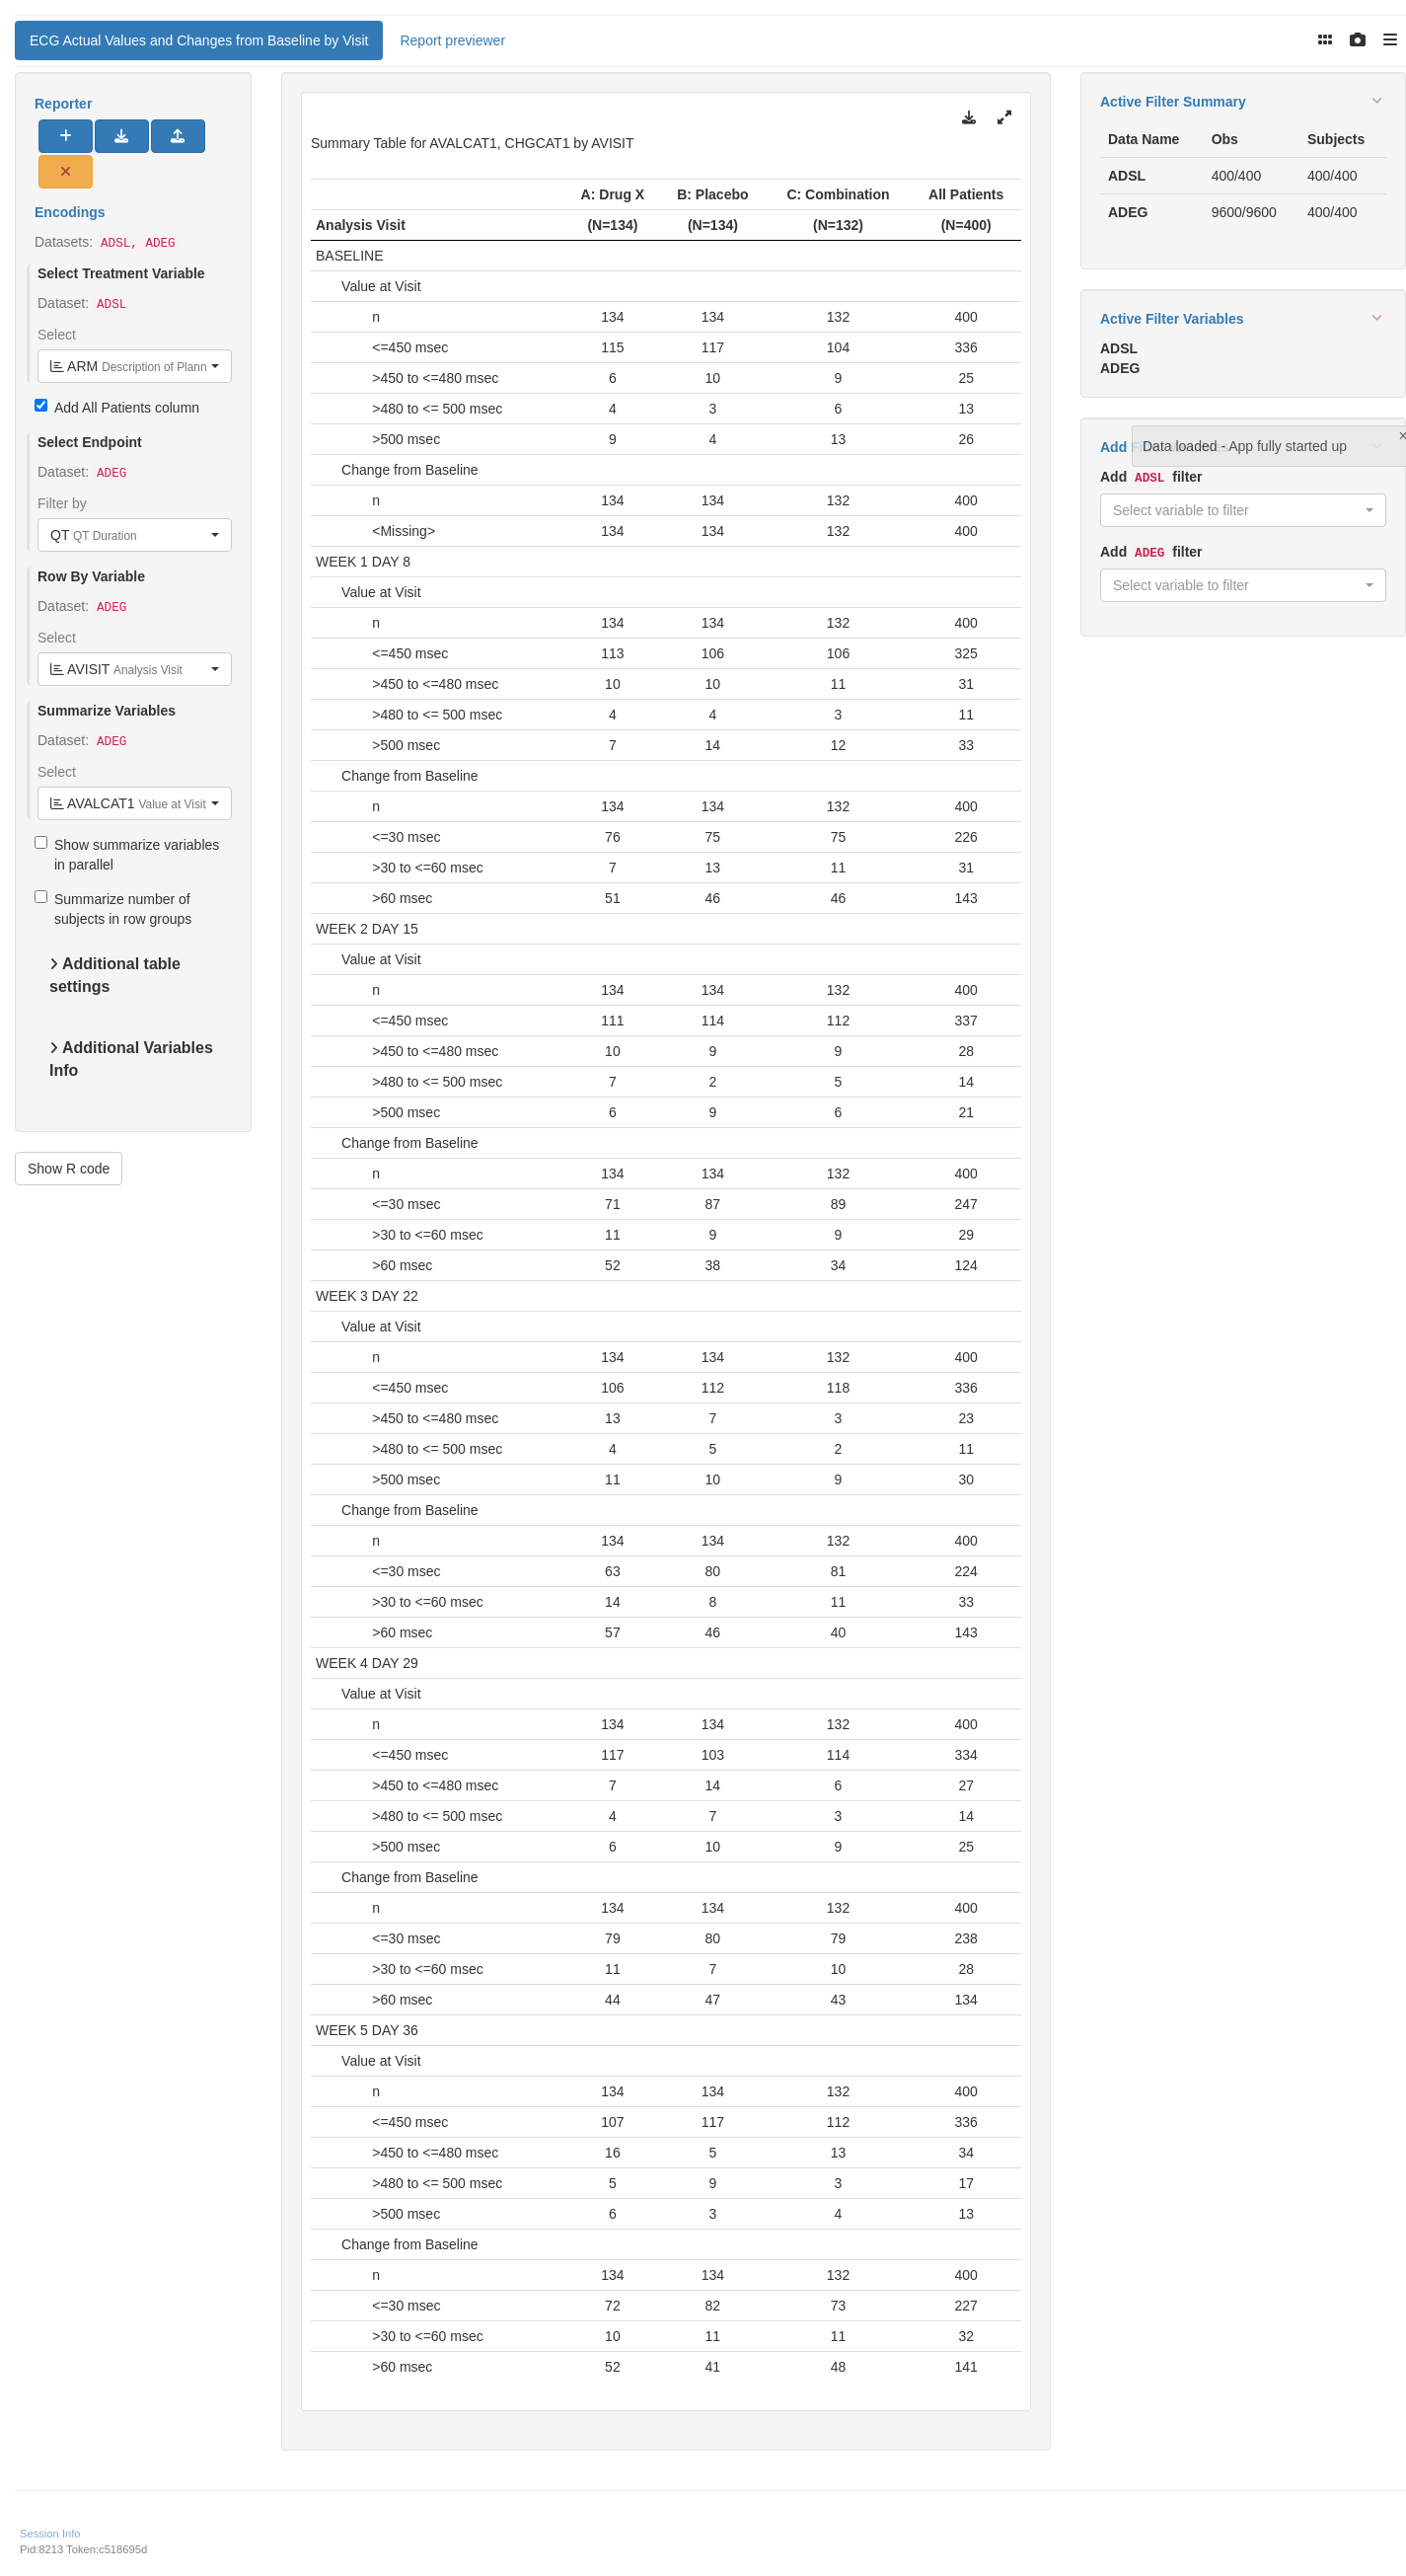 ECG Actual Values and Changes from Baseline by Visit
Report previewer
Reporter
Encodings
Datasets: ADSL, ADEG
Select Treatment Variable
Dataset: ADSL
Select
ARM Description of Plann
Add All Patients column
Select Endpoint
Dataset: ADEG
Filter by
QT QT Duration
Row By Variable
Dataset: ADEG
Select
AVISIT Analysis Visit
Summarize Variables
Dataset: ADEG
Select
AVALCAT1 Value at Visit
Show summarize variables
in parallel
Summarize number of
subjects in row groups
Additional table
settings
Additional Variables
Info
Show R code
Summary Table for AVALCAT1, CHGCAT1 by AVISIT
A: Drug X B: Placebo C: Combination All Patients
Analysis Visit (N=134) (N=134) (N=132) (N=400)
BASELINE
Value at Visit
n 134 134 132 400
<=450 msec 115 117 104 336
>450 to <=480 msec 6 10 9 25
>480 to <= 500 msec 4 3 6 13
>500 msec 9 4 13 26
Change from Baseline
n 134 134 132 400
<Missing> 134 134 132 400
WEEK 1 DAY 8
Value at Visit
n 134 134 132 400
<=450 msec 113 106 106 325
>450 to <=480 msec 10 10 11 31
>480 to <= 500 msec 4 4 3 11
>500 msec 7 14 12 33
Change from Baseline
n 134 134 132 400
<=30 msec 76 75 75 226
>30 to <=60 msec 7 13 11 31
>60 msec 51 46 46 143
WEEK 2 DAY 15
Value at Visit
n 134 134 132 400
<=450 msec 111 114 112 337
>450 to <=480 msec 10 9 9 28
>480 to <= 500 msec 7 2 5 14
>500 msec 6 9 6 21
Change from Baseline
n 134 134 132 400
<=30 msec 71 87 89 247
>30 to <=60 msec 11 9 9 29
>60 msec 52 38 34 124
WEEK 3 DAY 22
Value at Visit
n 134 134 132 400
<=450 msec 106 112 118 336
>450 to <=480 msec 13 7 3 23
>480 to <= 500 msec 4 5 2 11
>500 msec 11 10 9 30
Change from Baseline
n 134 134 132 400
<=30 msec 63 80 81 224
>30 to <=60 msec 14 8 11 33
>60 msec 57 46 40 143
WEEK 4 DAY 29
Value at Visit
n 134 134 132 400
<=450 msec 117 103 114 334
>450 to <=480 msec 7 14 6 27
>480 to <= 500 msec 4 7 3 14
>500 msec 6 10 9 25
Change from Baseline
n 134 134 132 400
<=30 msec 79 80 79 238
>30 to <=60 msec 11 7 10 28
>60 msec 44 47 43 134
WEEK 5 DAY 36
Value at Visit
n 134 134 132 400
<=450 msec 107 117 112 336
>450 to <=480 msec 16 5 13 34
>480 to <= 500 msec 5 9 3 17
>500 msec 6 3 4 13
Change from Baseline
n 134 134 132 400
<=30 msec 72 82 73 227
>30 to <=60 msec 10 11 11 32
>60 msec 52 41 48 141
Active Filter Summary
Data Name Obs Subjects
ADSL 400/400 400/400
ADEG 9600/9600 400/400
Active Filter Variables
ADSL
ADEG
Add
Data loaded - App fully started up
Add ADSL filter
Select variable to filter
Add ADEG filter
Select variable to filter
Session Info
Pid:8213 Token:c518695d